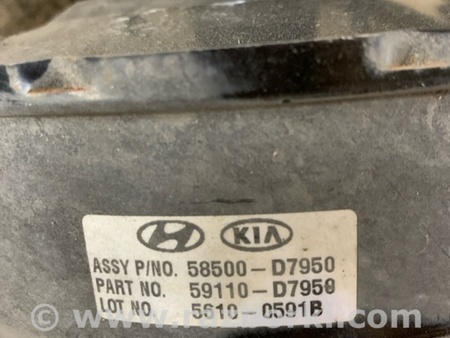 KIA
ASSY P/NO. 58500-D7950
PART NO. 59110-D7950
LOT NO. 5610-0591B